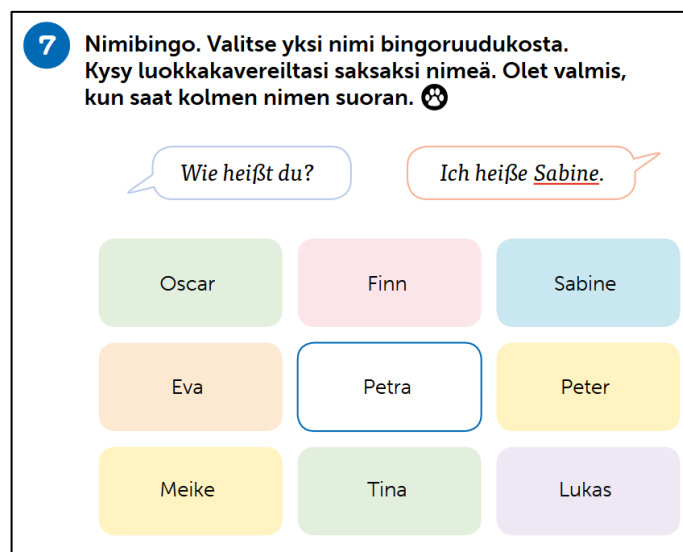 7 Nimibingo. Valitse yksi nimi bingoruudukosta.
Kysy luokkakavereiltasi saksaksi nimeä. Olet valmis,
kun saat kolmen nimen suoran.
Wie heißt du? Ich heiße Sabine.
Oscar Finn Sabine
Eva Petra Peter
Meike Tina Lukas